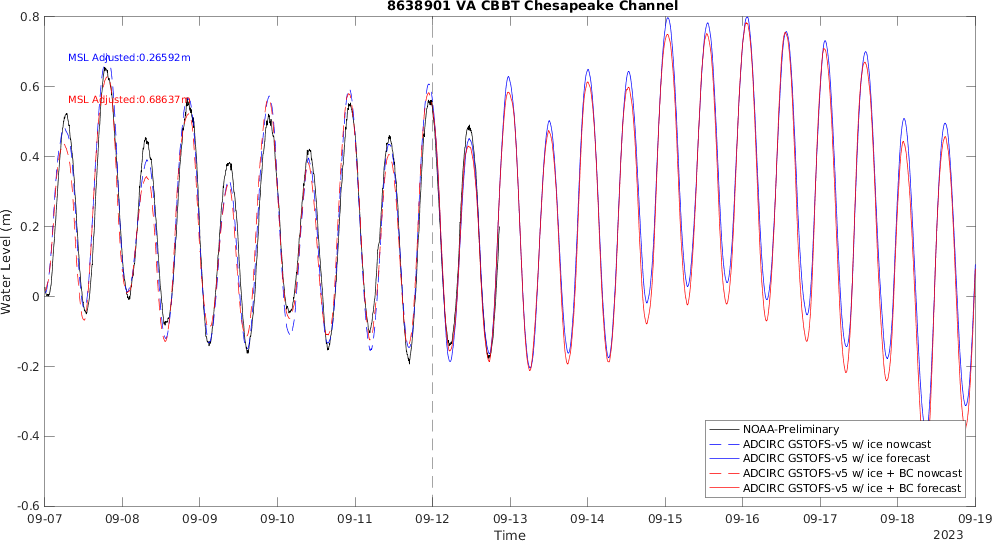 8638901 VA CBBT Chesapeake Channel
0.8
MSL Adjusted:0.26592m
0.6
MSL Adjusted:0.68637m
0.4
0.2
0
-0.2
-0.4
-0.6
Water Level (m)
NOAA-Preliminary
ADCIRC GSTOFS-v5 w/ ice nowcast
ADCIRC GSTOFS-v5 w/ ice forecast
ADCIRC GSTOFS-v5 w/ ice + BC nowcast
ADCIRC GSTOFS-v5 w/ ice + BC forecast
09-07 09-08 09-09 09-10 09-11 09-12 09-13 09-14 09-15 09-16 09-17 09-18 09-19
Time
2023